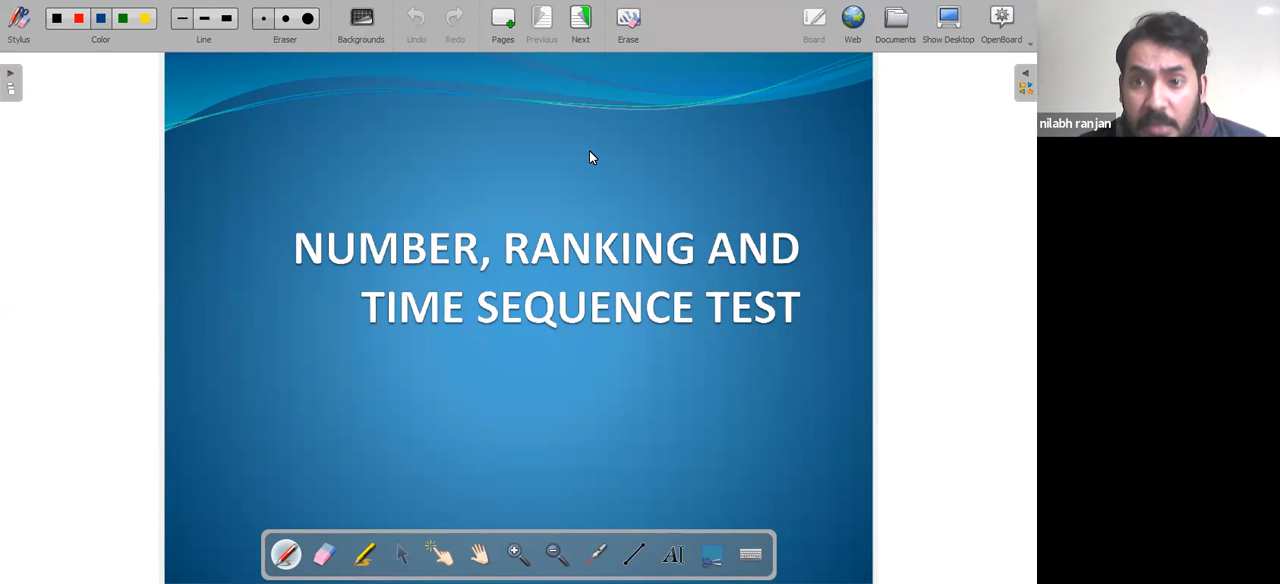 Stylus
Color
Line
Eraser
Backgrounds
Undo
Redo
Pages
Previous
Next
Erase
Board
Web
Documents
Show Desktop
OpenBoard
nilabh ranjan
NUMBER, RANKING AND
TIME SEQUENCE TEST
AI